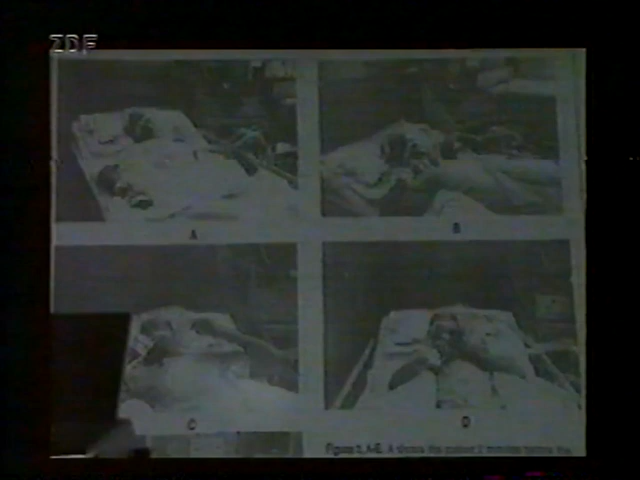 ZDF
A
B
C
D
Figure 1, A-E. A shows the patient 2 minutes before the